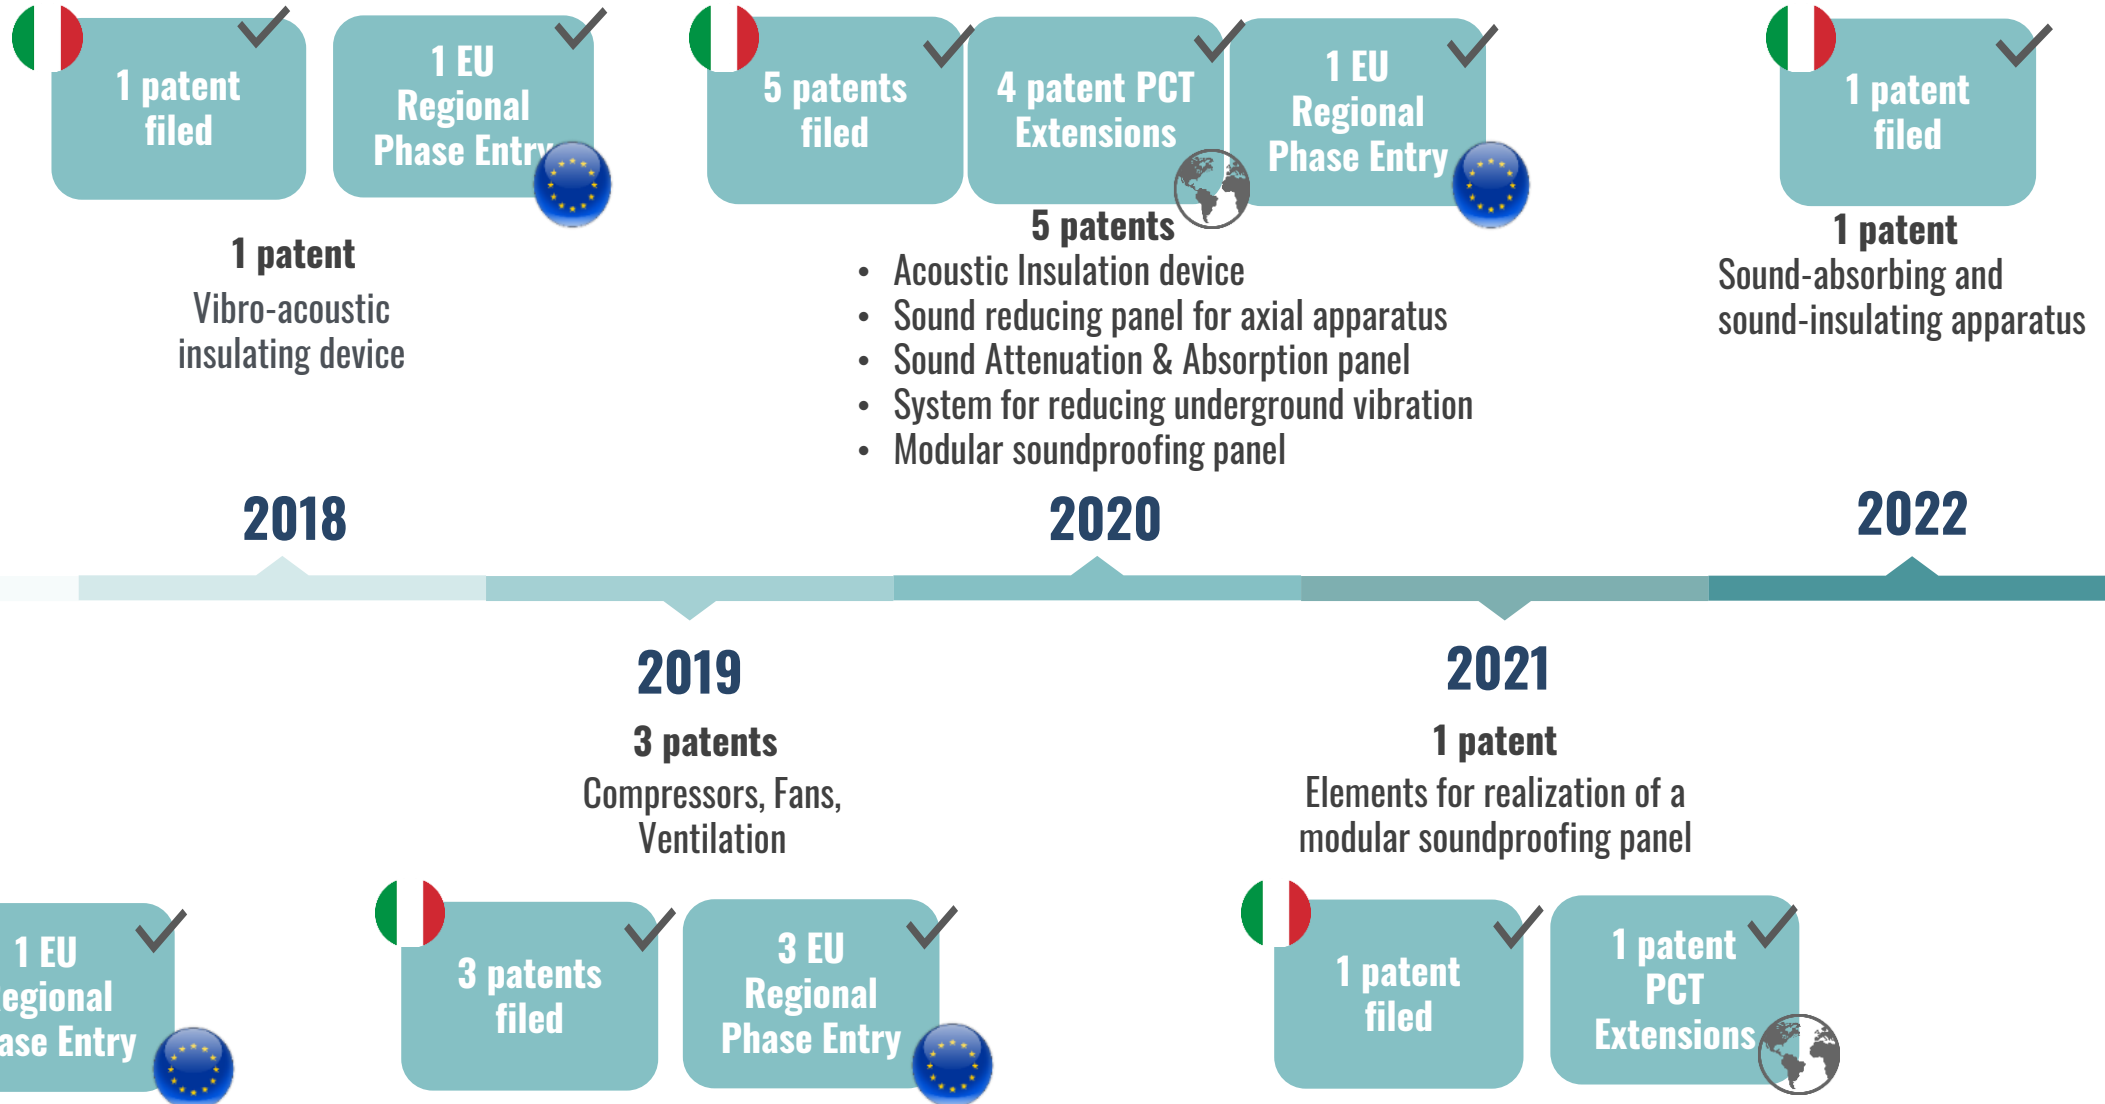 1 patent
filed
1 EU
Regional
Phase Entry
5 patents
filed
4 patent PCT
Extensions
1 EU
Regional
Phase Entry
1 patent
filed
1 patent
Vibro-acoustic
insulating device
5 patents
• Acoustic Insulation device
• Sound reducing panel for axial apparatus
• Sound Attenuation & Absorption panel
• System for reducing underground vibration
• Modular soundproofing panel
1 patent
Sound-absorbing and
sound-insulating apparatus
2018
2020
2022
2019
2021
3 patents
Compressors, Fans,
Ventilation
1 patent
Elements for realization of a
modular soundproofing panel
1 EU
egional
ase Entry
3 patents
filed
3 EU
Regional
Phase Entry
1 patent
filed
1 patent
PCT
Extensions